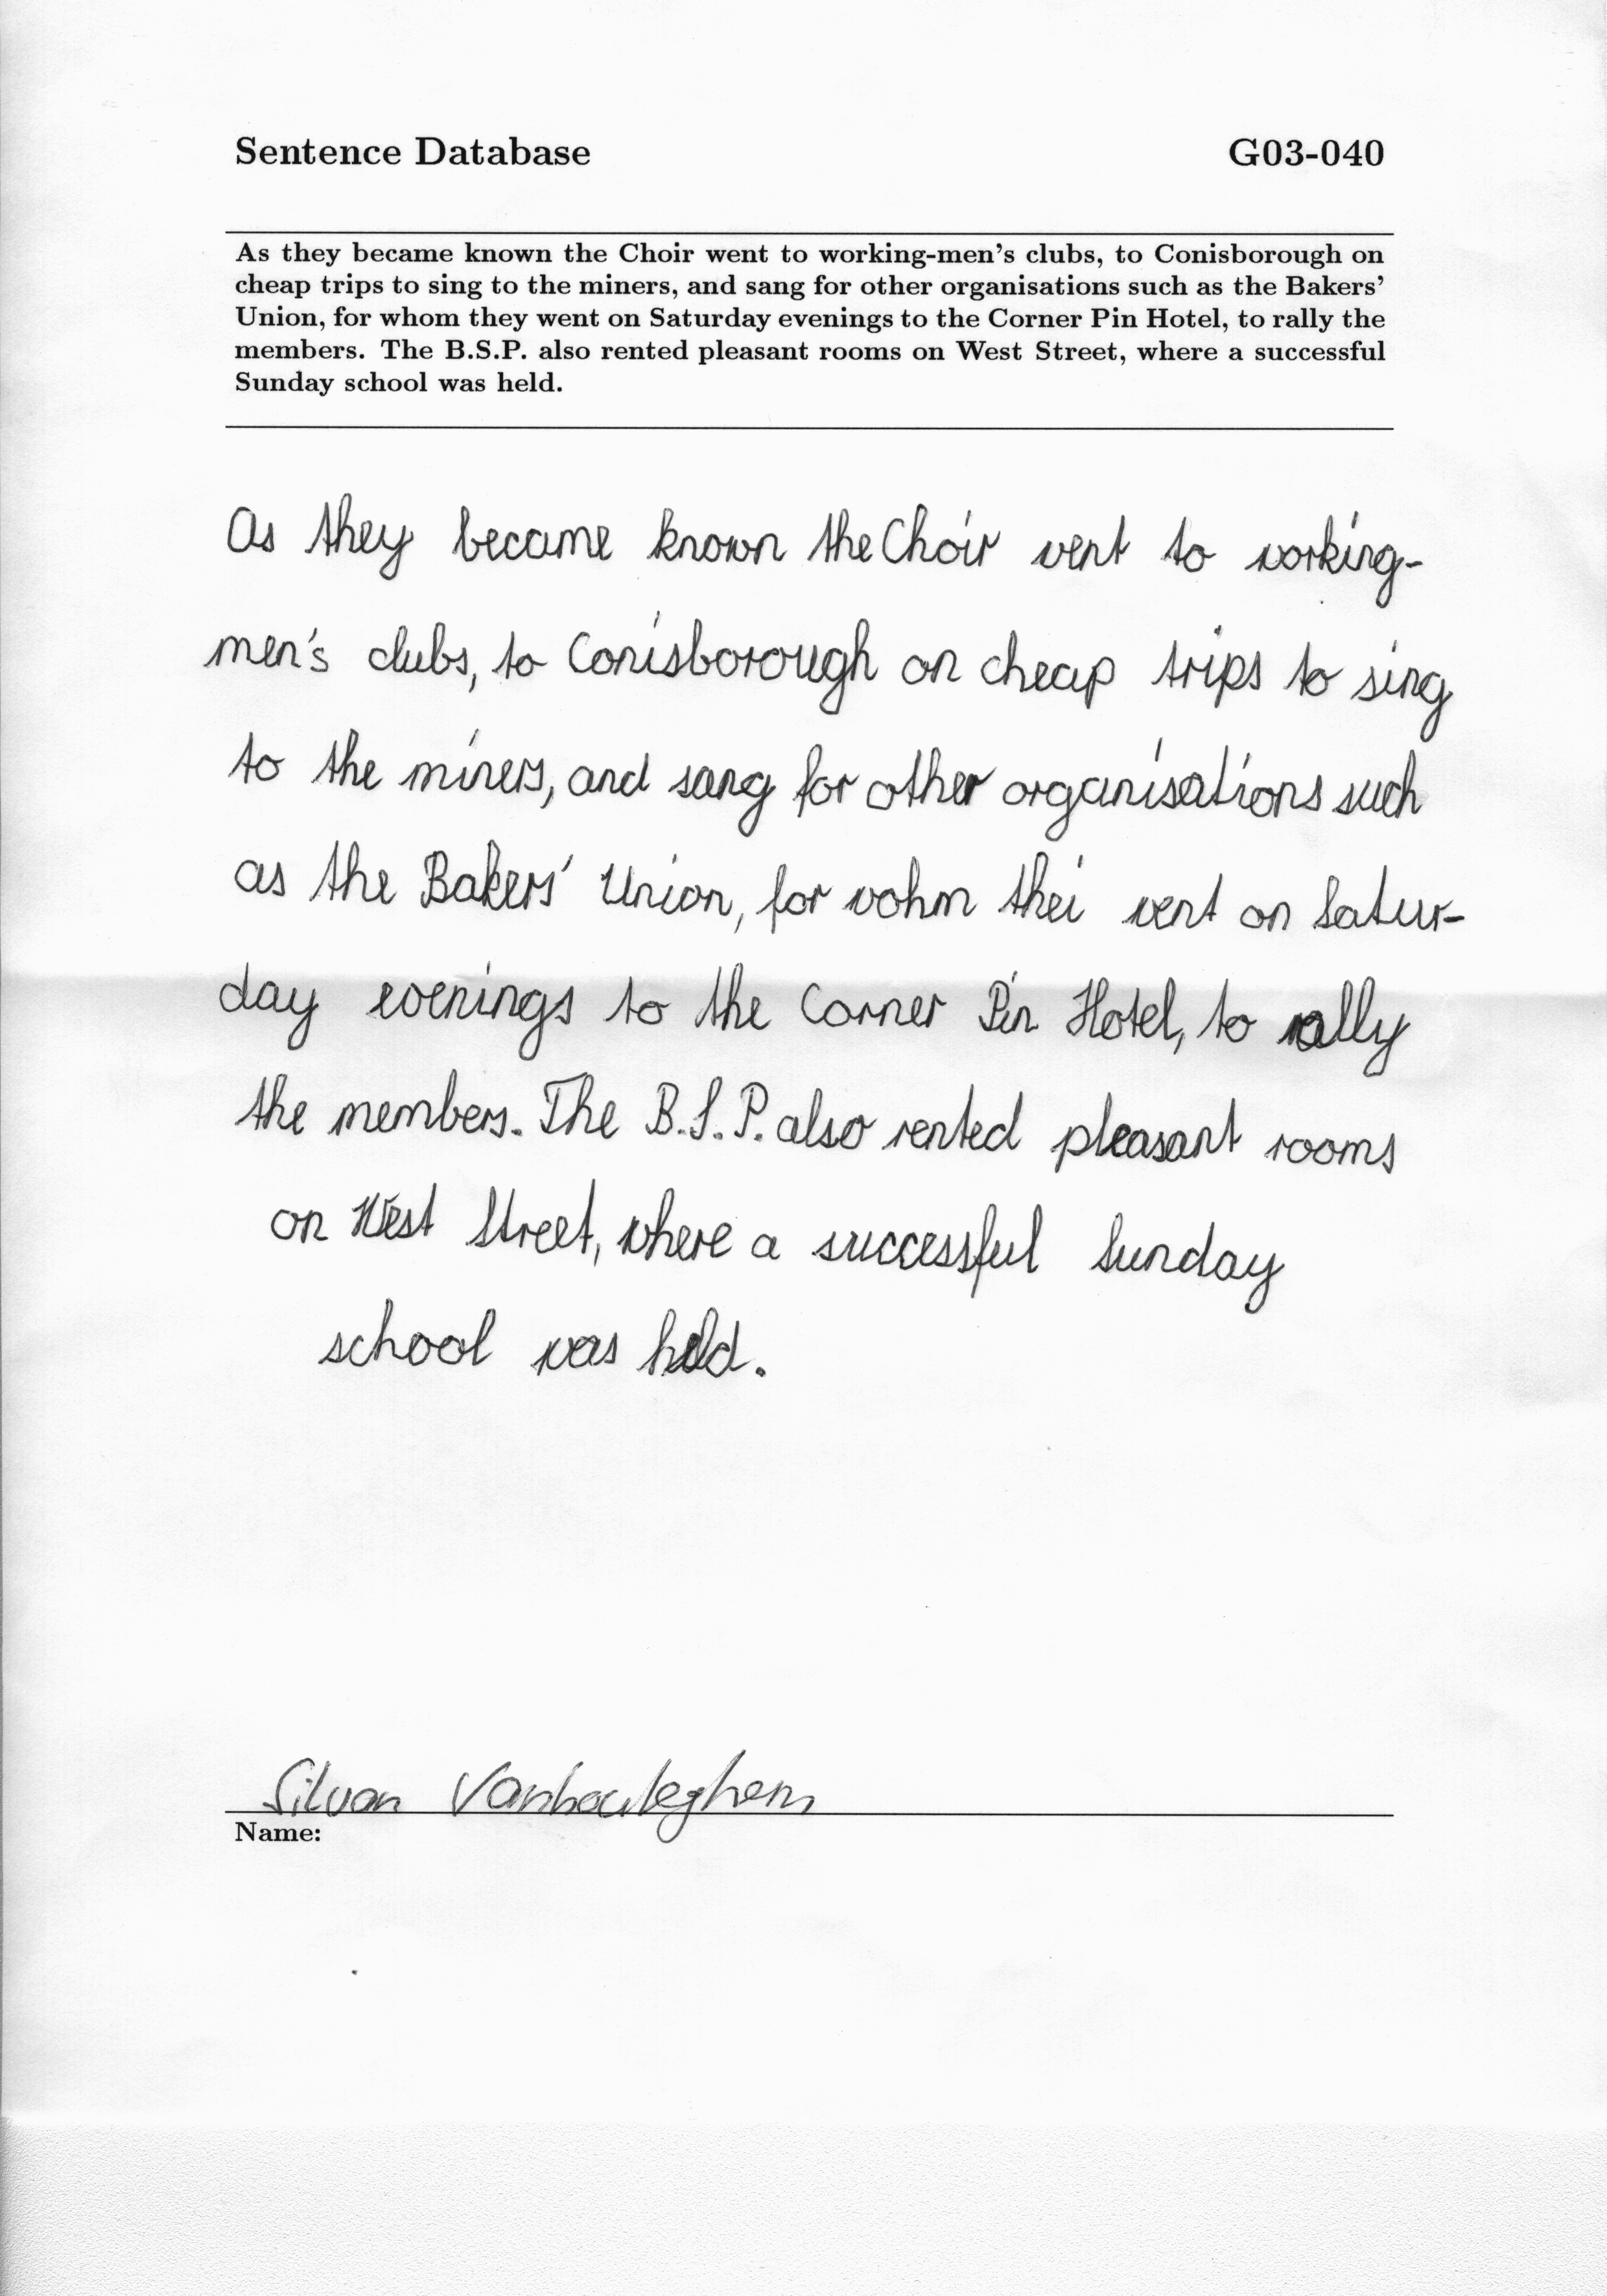 Sentence Database G03-040
As they became known the Choir went to working-men's clubs, to Conisborough on
cheap trips to sing to the miners, and sang for other organisations such as the Bakers'
Union, for whom they went on Saturday evenings to the Corner Pin Hotel, to rally the
members. The B.S.P. also rented pleasant rooms on West Street, where a successful
Sunday school was held.
As they became known the Choir went to working-
men's clubs, to Conisborough on cheap trips to sing
to the miners, and sang for other organisations such
as the Bakers' Union, for wohm thei went on Satur-
day evenings to the Corner Pin Hotel, to rally
the members. The B.S.P. also rented pleasant rooms
on West Street, where a successful Sunday
school was held.
Silvan
Name: